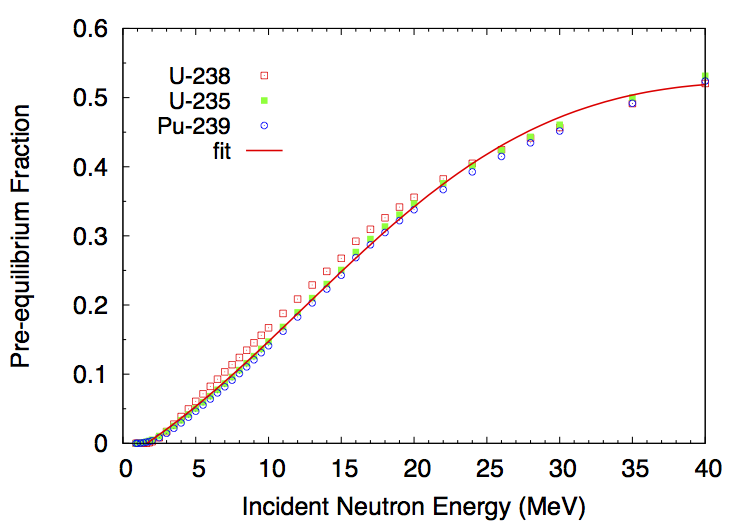 0.6
0.5
0.4
0.3
0.2
0.1
0
Pre-equilibrium Fraction
U-238
U-235
Pu-239
fit
0 5 10 15 20 25 30 35 40
Incident Neutron Energy (MeV)